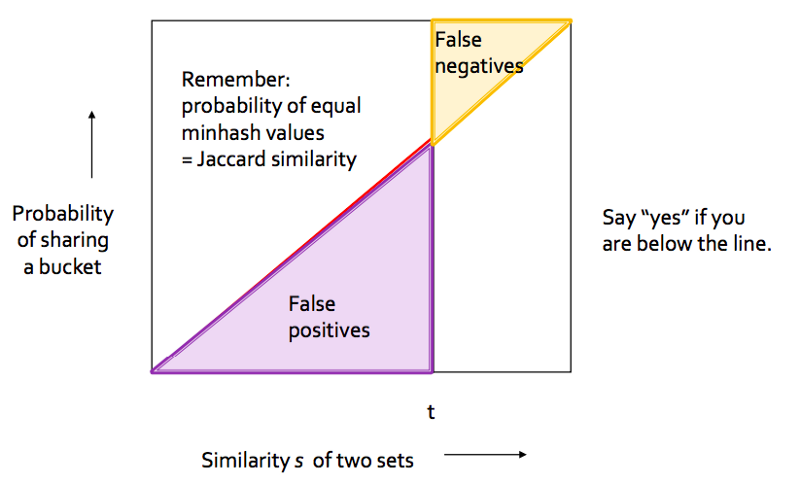 False
negatives
Remember:
probability of equal
minhash values
= Jaccard similarity
Probability
of sharing
a bucket
Say “yes” if you
are below the line.
False
positives
t
Similarity s of two sets